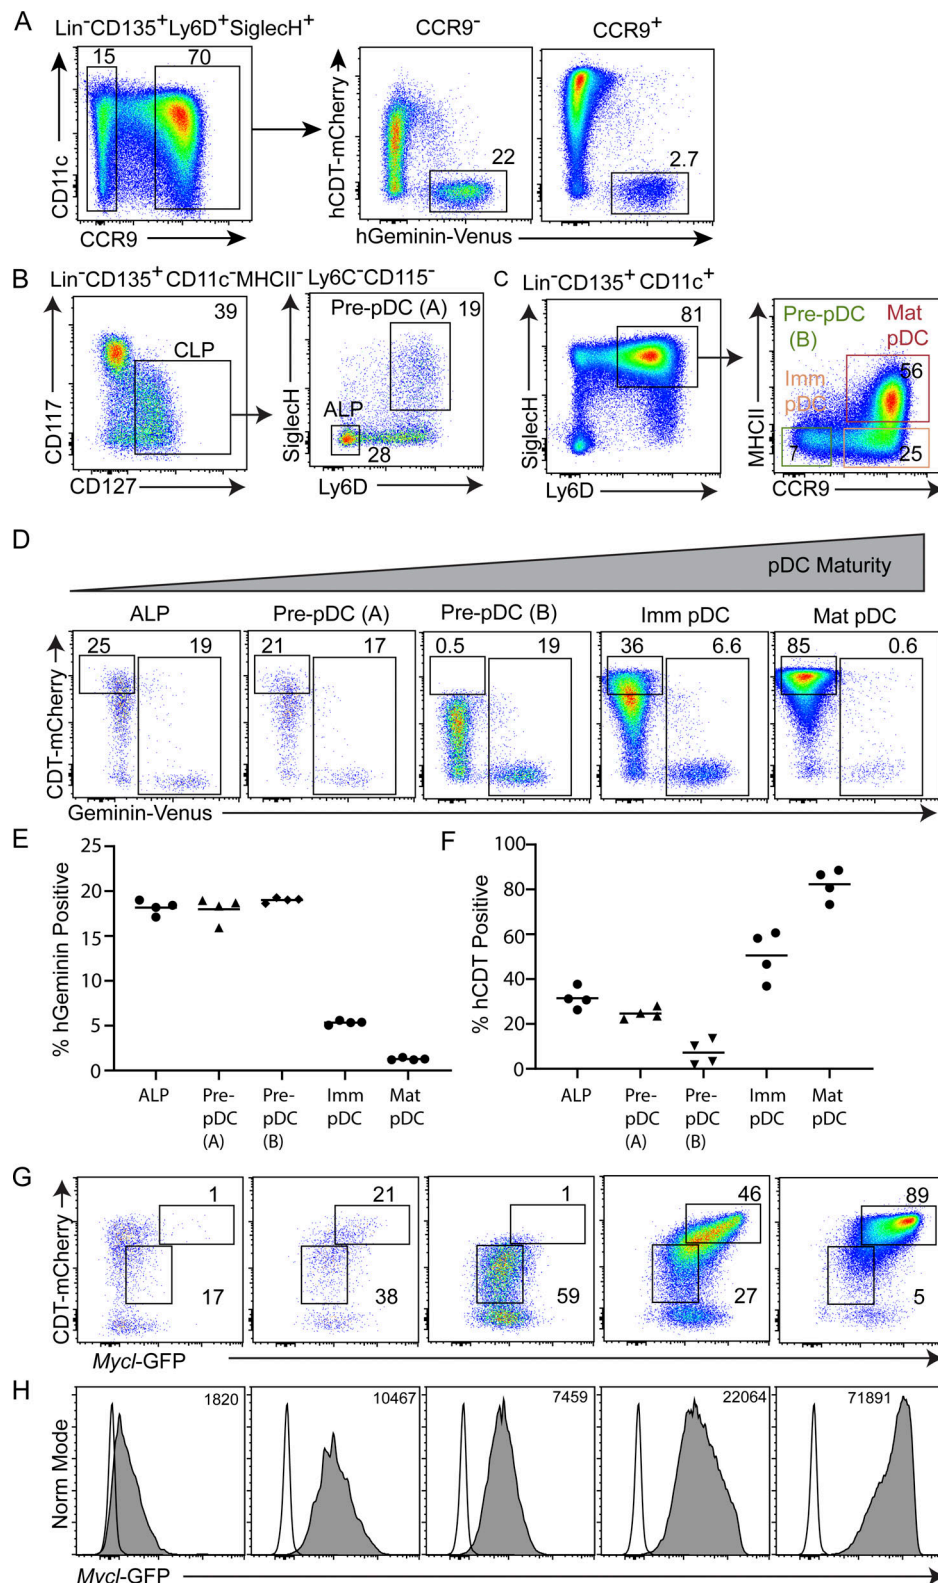 A
Lin⁻CD135⁺Ly6D⁺SiglecH⁺
CCR9⁻
CCR9⁺
15
70
CD11c
CCR9
hCDT-mCherry
22
2.7
hGeminin-Venus
B
Lin⁻CD135⁺CD11c⁻MHCII⁻Ly6C⁻CD115⁻
39
CLP
CD117
CD127
Pre-pDC (A)
19
ALP
28
SiglecH
Ly6D
C
Lin⁻CD135⁺CD11c⁺
81
SiglecH
Ly6D
Pre-pDC
(B)
Mat
pDC
Imm
pDC
56
7
25
MHCII
CCR9
D
pDC Maturity
ALP
Pre-pDC (A)
Pre-pDC (B)
Imm pDC
Mat pDC
25
19
21
17
0.5
19
36
6.6
85
0.6
CDT-mCherry
Geminin-Venus
E
25
20
15
10
5
0
% hGeminin Positive
ALP
Pre-
pDC
(A)
Pre-
pDC
(B)
Imm
pDC
Mat
pDC
F
100
80
60
40
20
0
% hCDT Positive
ALP
Pre-
pDC
(A)
Pre-
pDC
(B)
Imm
pDC
Mat
pDC
G
1
17
21
38
1
59
46
27
89
5
CDT-mCherry
Mycl-GFP
H
1820
10467
7459
22064
71891
Norm Mode
Mycl-GFP